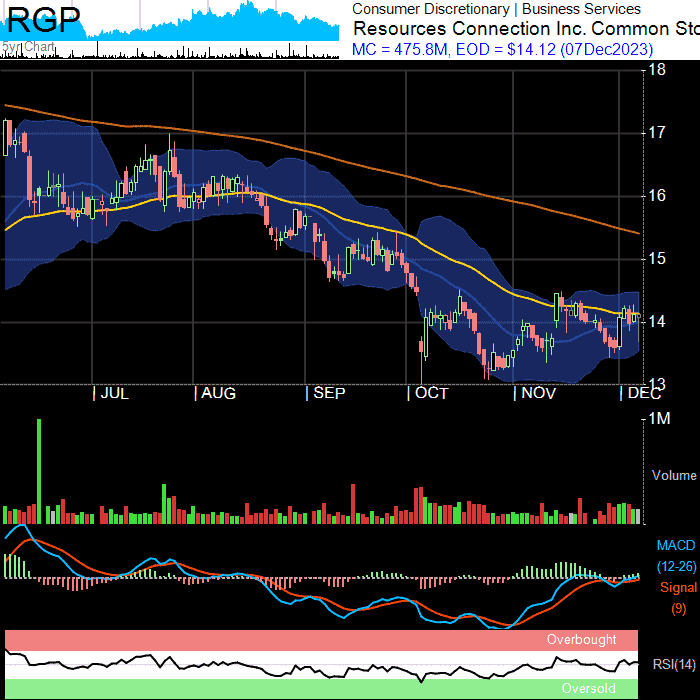 RGP
5yr Chart
Consumer Discretionary | Business Services
Resources Connection Inc. Common Sto
MC = 475.8M, EOD = $14.12 (07Dec2023)
18
17
16
15
14
13
JUL AUG SEP OCT NOV DEC
1M
Volume
MACD
(12-26)
Signal
(9)
Overbought
RSI(14)
Oversold